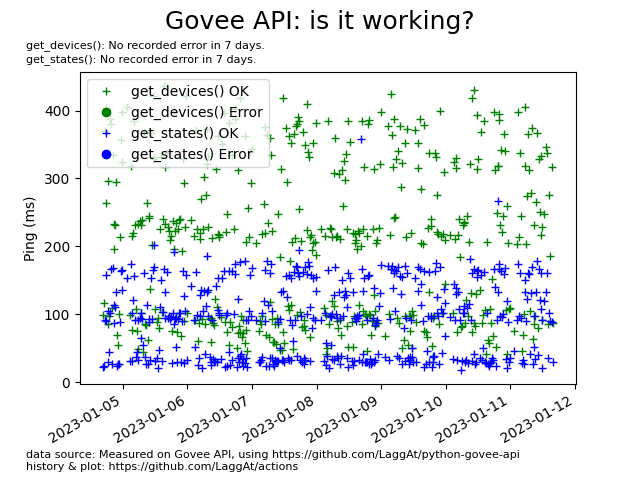 Govee API: is it working?
get_devices(): No recorded error in 7 days.
get_states(): No recorded error in 7 days.
get_devices() OK
get_devices() Error
get_states() OK
get_states() Error
Ping (ms)
400
300
200
100
0
2023-01-05
2023-01-06
2023-01-07
2023-01-08
2023-01-09
2023-01-10
2023-01-11
2023-01-12
data source: Measured on Govee API, using https://github.com/LaggAt/python-govee-api
history & plot: https://github.com/LaggAt/actions